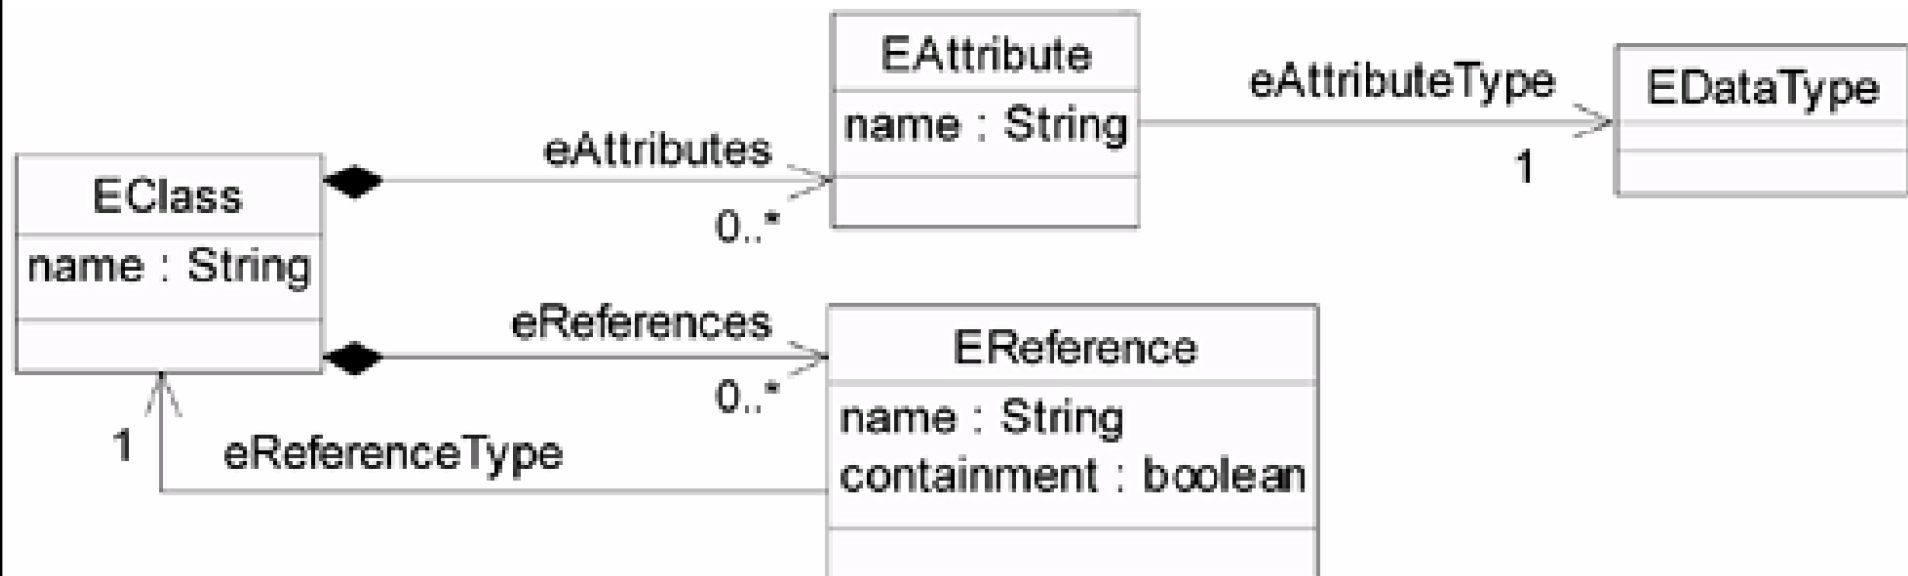 EAttribute
name : String
eAttributeType
1
EDataType
eAttributes
0..*
EClass
name : String
eReferences
0..*
EReference
name : String
containment : boolean
1
eReferenceType